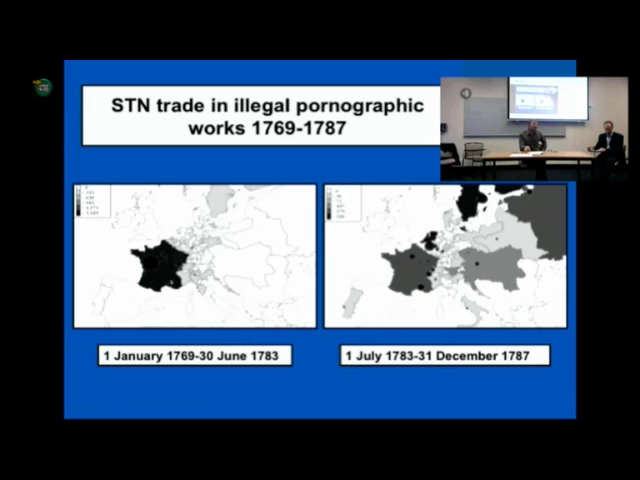 STN trade in illegal pornographic
works 1769-1787
1 January 1769-30 June 1783
1 July 1783-31 December 1787